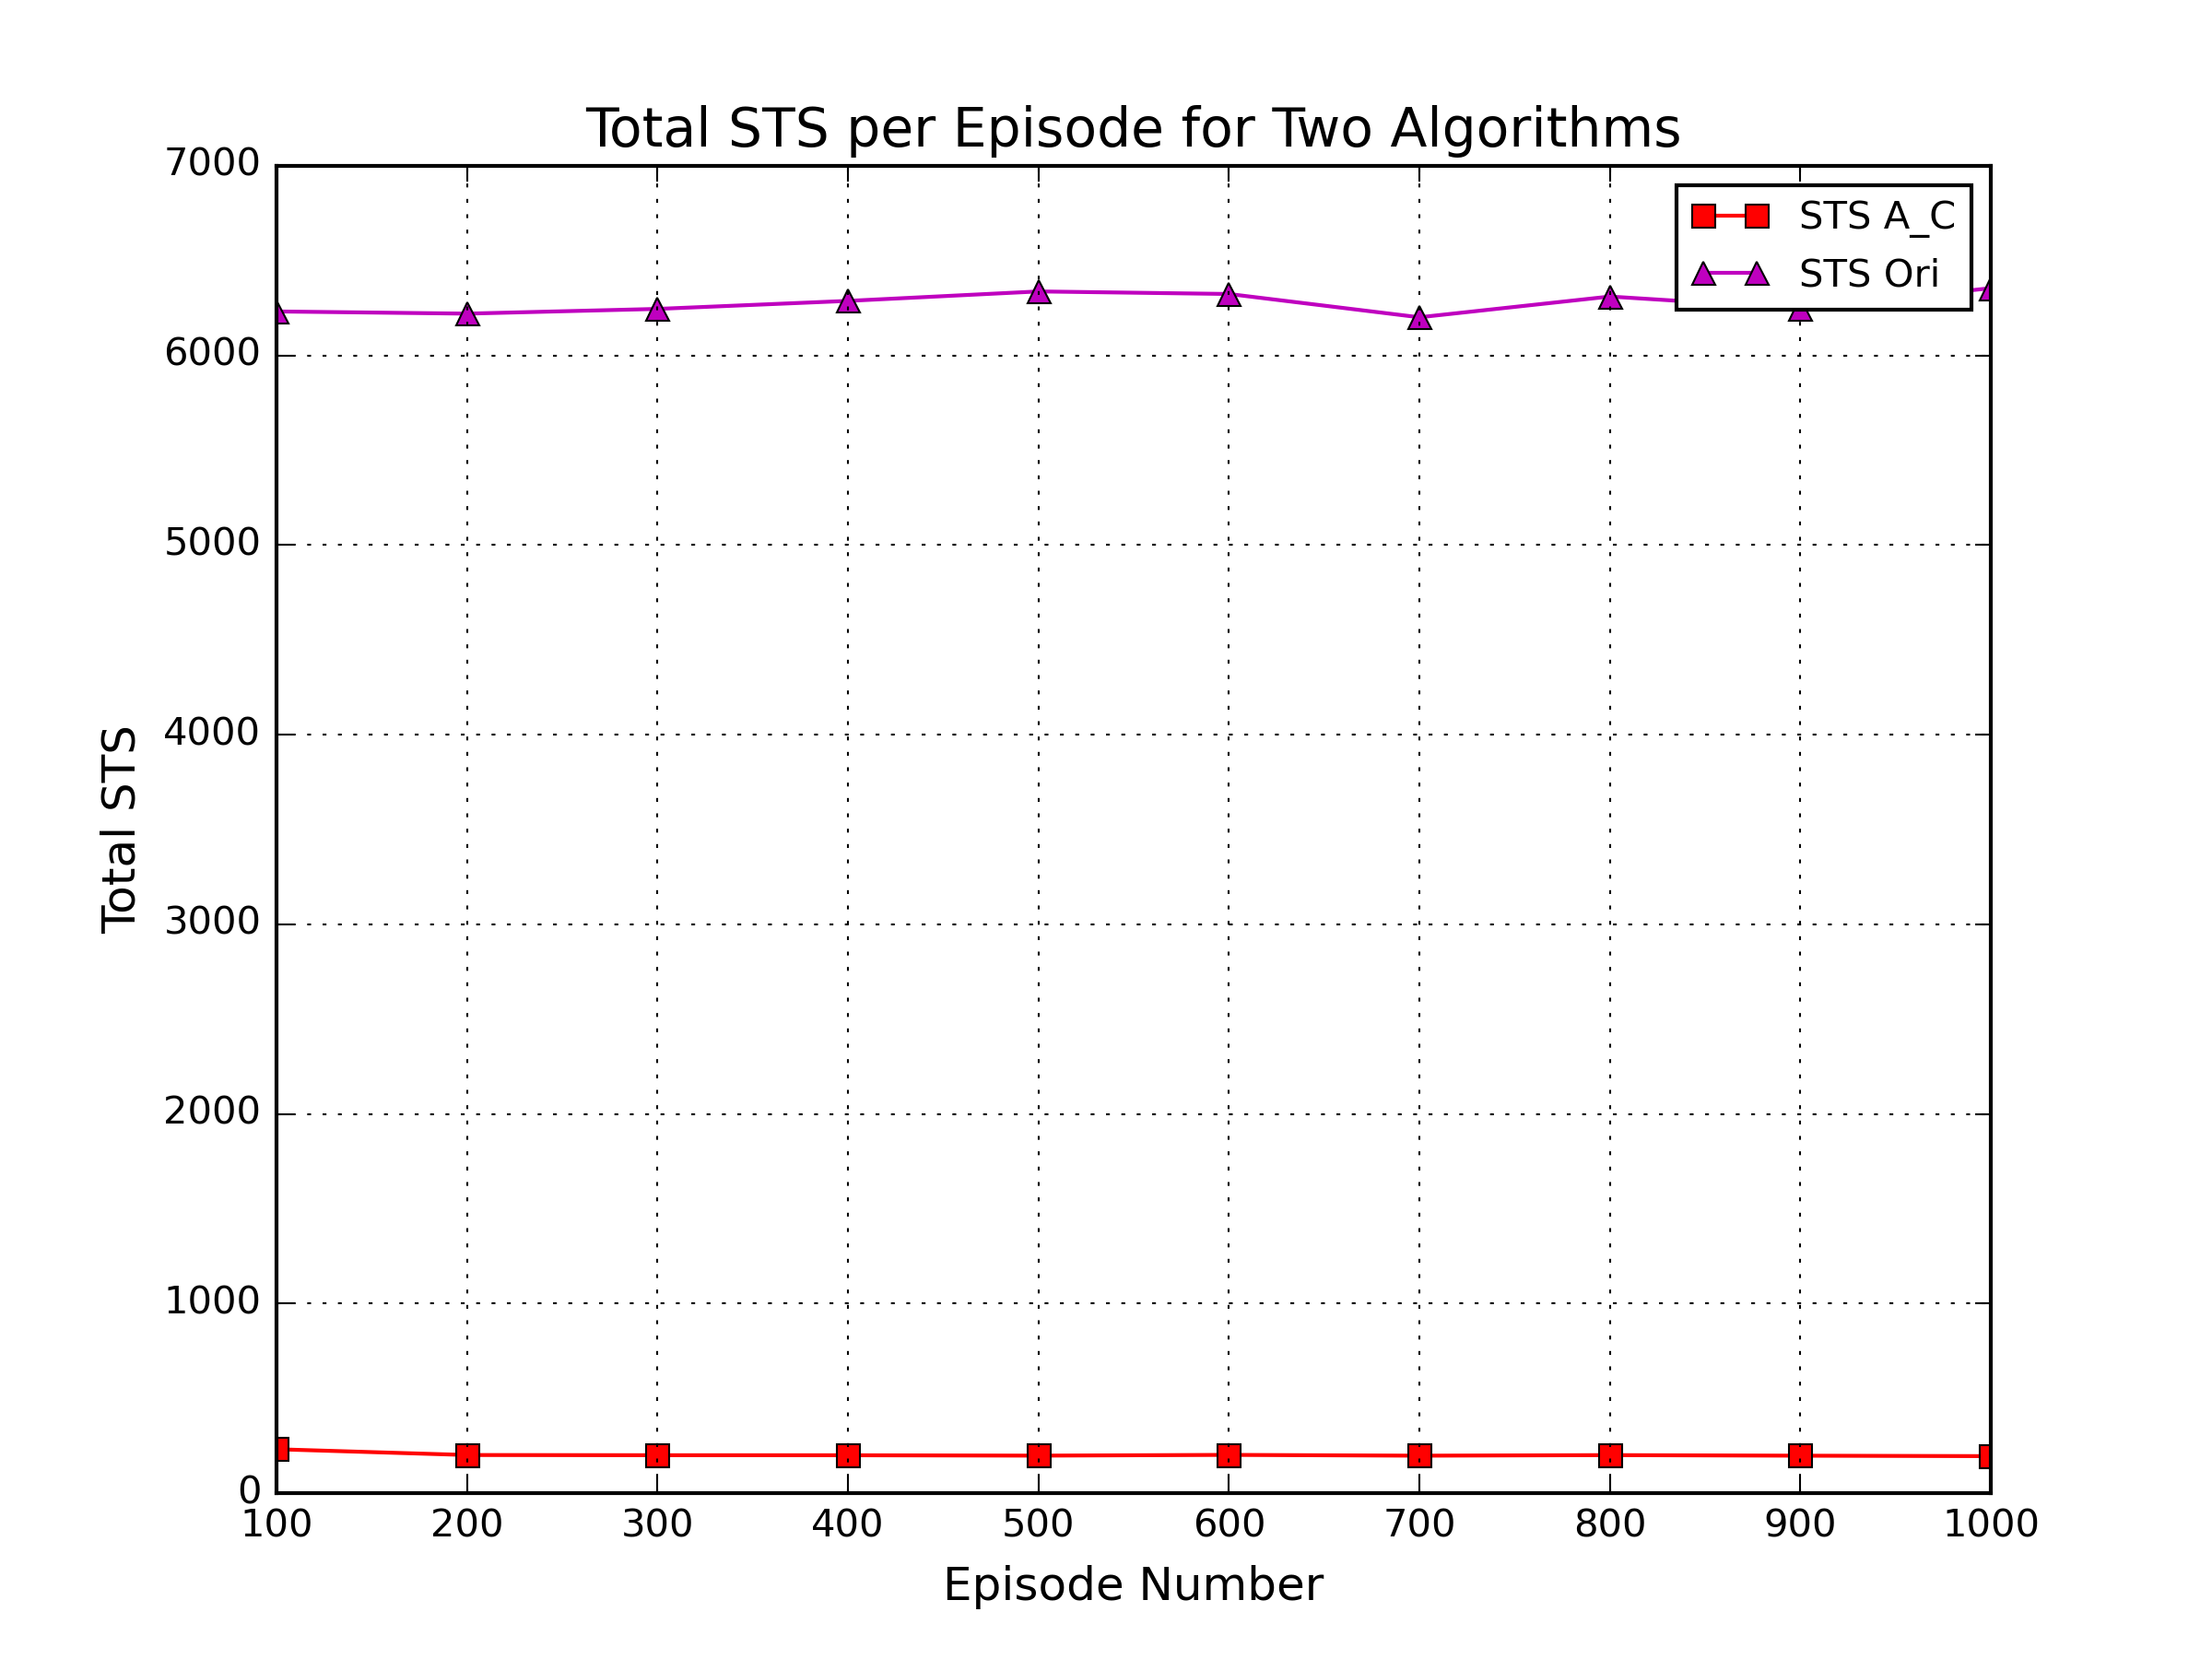 Total STS per Episode for Two Algorithms
7000
6000
5000
4000
3000
2000
1000
0
Total STS
STS A_C
STS Ori
100 200 300 400 500 600 700 800 900 1000
Episode Number